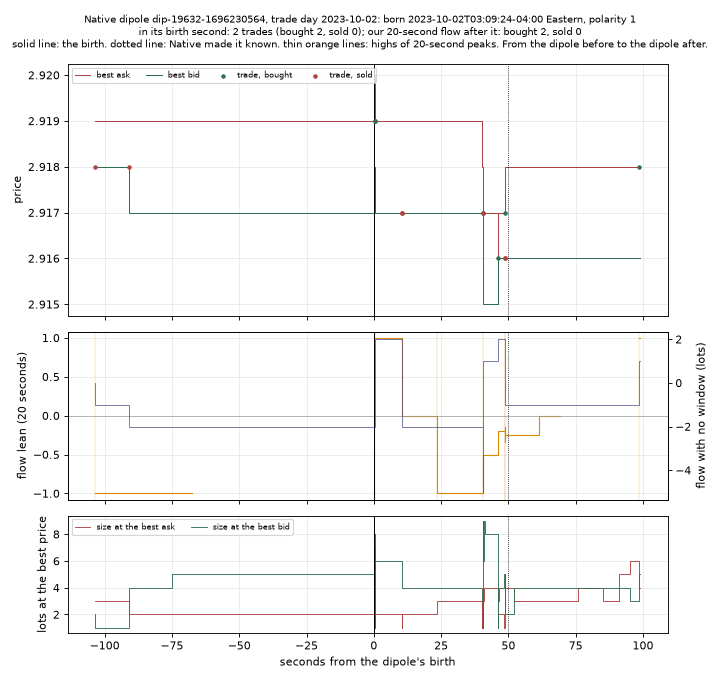 Native dipole dip-19632-1696230564, trade day 2023-10-02: born 2023-10-02T03:09:24-04:00 Eastern, polarity 1
in its birth second: 2 trades (bought 2, sold 0); our 20-second flow after it: bought 2, sold 0
solid line: the birth. dotted line: Native made it known. thin orange lines: highs of 20-second peaks. From the dipole before to the dipole after.
best ask
best bid
trade, bought
trade, sold
2.920
2.919
2.918
2.917
2.916
2.915
price
1.0
0.5
0.0
−0.5
−1.0
flow lean (20 seconds)
2
0
−2
−4
flow with no window (lots)
size at the best ask
size at the best bid
8
6
4
2
lots at the best price
−100
−75
−50
−25
0
25
50
75
100
seconds from the dipole's birth